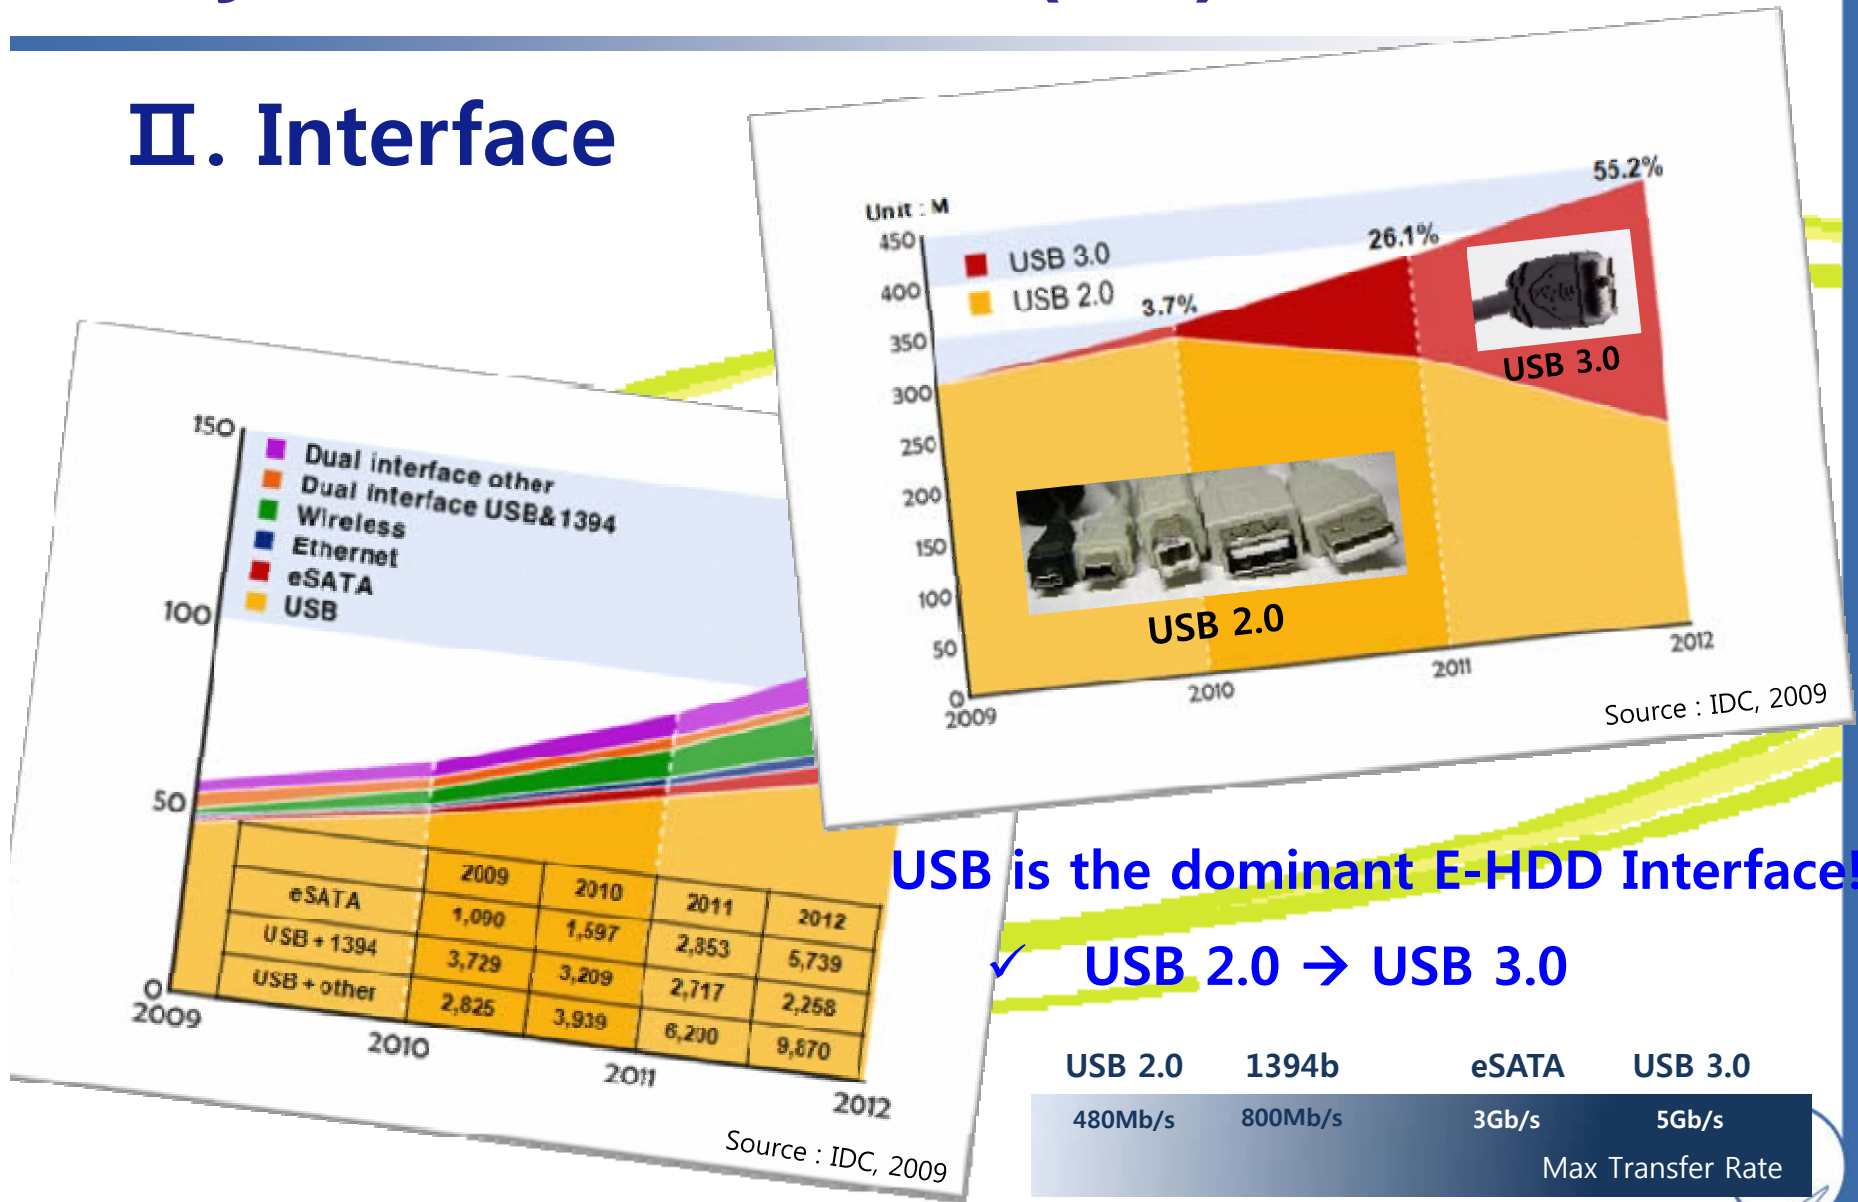 Ⅱ. Interface
Unit : M
450
400
350
300
250
200
150
100
50
0
USB 3.0
USB 2.0
3.7%
26.1%
55.2%
USB 3.0
USB 2.0
2009
2010
2011
2012
Source : IDC, 2009
150
100
50
0
Dual interface other
Dual interface USB&1394
Wireless
Ethernet
eSATA
USB
2009 2010 2011 2012
eSATA 1,090 1,597 2,853 5,739
USB+1394 3,729 3,209 2,717 2,258
USB+other 2,825 3,939 6,200 9,870
2009
2010
2011
2012
Source : IDC, 2009
USB is the dominant E-HDD Interface!
✓ USB 2.0 → USB 3.0
USB 2.0 1394b eSATA USB 3.0
480Mb/s 800Mb/s 3Gb/s 5Gb/s
Max Transfer Rate